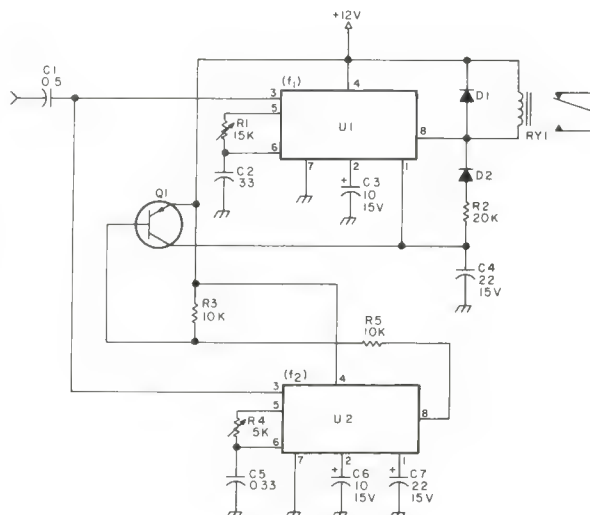 +12V
C1
0.5
(f1)
3
4
5
R1
15K
6
U1
8
D1
RY1
C2
33
7
2
1
+
C3
10
15V
D2
R2
20K
Q1
C4
22
15V
R3
10K
R5
10K
(f2)
3
4
5
R4
5K
6
U2
8
7
2
1
C5
0.33
+
C6
10
15V
+
C7
22
15V